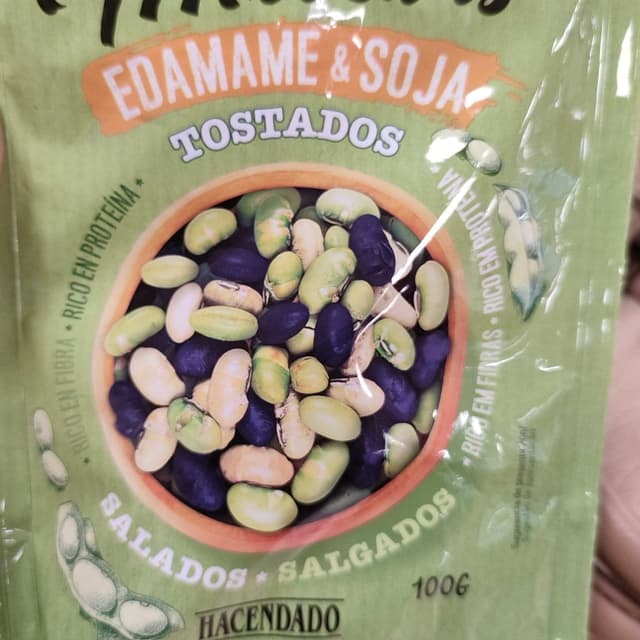 EDAMAME & SOJA
TOSTADOS
• RICO EN FIBRA • RICO EN PROTEÍNA •
• RICO EM FIBRAS • RICO EM PROTEÍNA
SALADOS • SALGADOS
100G
HACENDADO